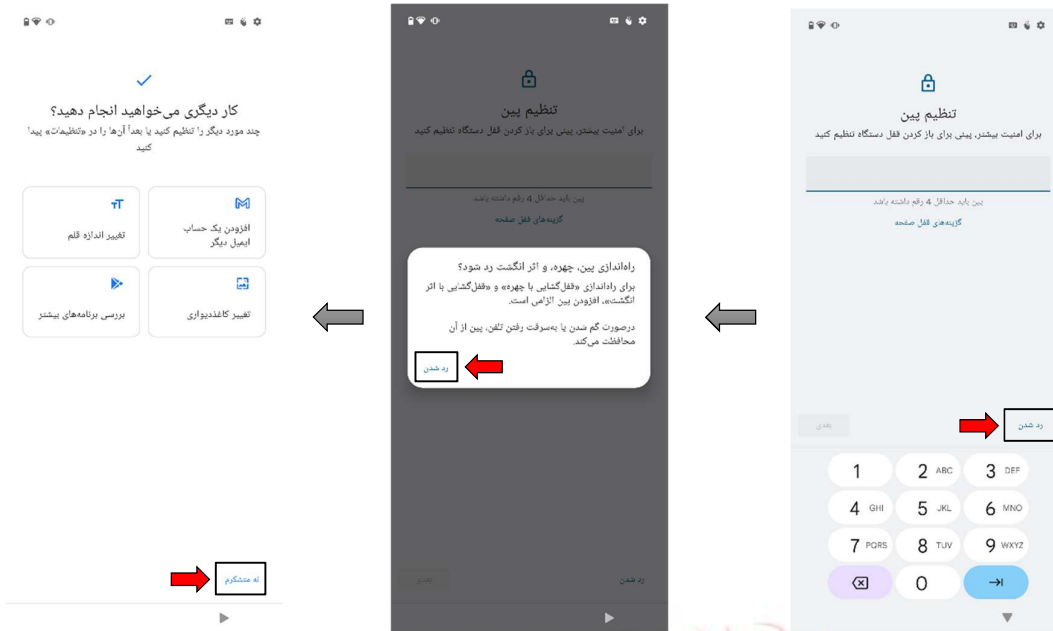 تنظیم پین
برای امنیت بیشتر، پینی برای باز کردن قفل دستگاه تنظیم کنید
پین باید حداقل 4 رقم داشته باشد
گزینه‌های قفل صفحه
بعدی
رد شدن
1
2 ABC
3 DEF
4 GHI
5 JKL
6 MNO
7 PQRS
8 TUV
9 WXYZ
0
تنظیم پین
برای امنیت بیشتر، پینی برای باز کردن قفل دستگاه تنظیم کنید
پین باید حداقل 4 رقم داشته باشد
گزینه‌های قفل صفحه
راه‌اندازی پین، چهره، و اثر انگشت رد شود؟
برای راه‌اندازی «قفل‌گشایی با چهره» و «قفل‌گشایی با اثر
انگشت»، افزودن پین الزامی است.
درصورت گم شدن یا به‌سرقت رفتن تلفن، پین از آن
محافظت می‌کند.
رد شدن
بعدی
رد شدن
کار دیگری می‌خواهید انجام دهید؟
چند مورد دیگر را تنظیم کنید یا بعداً آن‌ها را در «تنظیمات» پیدا
کنید
افزودن یک حساب
ایمیل دیگر
تغییر اندازه قلم
تغییر کاغذدیواری
بررسی برنامه‌های بیشتر
نه متشکرم